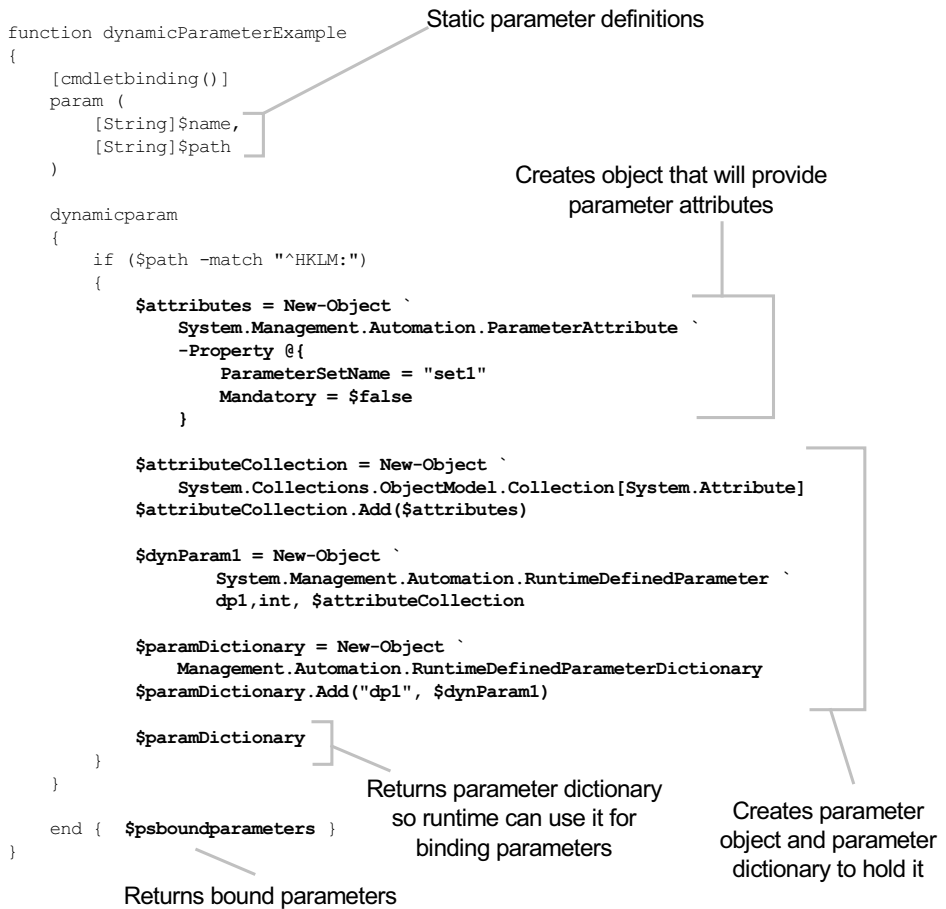 Static parameter definitions
function dynamicParameterExample
{
    [cmdletbinding()]
    param (
        [String]$name,
        [String]$path
    )
Creates object that will provide
parameter attributes
    dynamicparam
    {
        if ($path -match "^HKLM:")
        {
            $attributes = New-Object `
                System.Management.Automation.ParameterAttribute `
                -Property @{
                    ParameterSetName = "set1"
                    Mandatory = $false
                }
            $attributeCollection = New-Object `
                System.Collections.ObjectModel.Collection[System.Attribute]
            $attributeCollection.Add($attributes)
            $dynParam1 = New-Object `
                    System.Management.Automation.RuntimeDefinedParameter `
                    dp1,int, $attributeCollection
            $paramDictionary = New-Object `
                Management.Automation.RuntimeDefinedParameterDictionary
            $paramDictionary.Add("dp1", $dynParam1)
            $paramDictionary
        }
    }
Returns parameter dictionary
so runtime can use it for
binding parameters
Creates parameter
object and parameter
dictionary to hold it
    end {  $psboundparameters }
}
Returns bound parameters